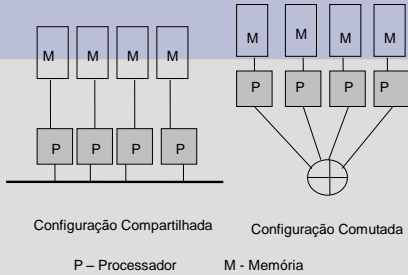 M M M M
M M M M
P P P P
P P P P
Configuração Compartilhada
Configuração Comutada
P – Processador M - Memória